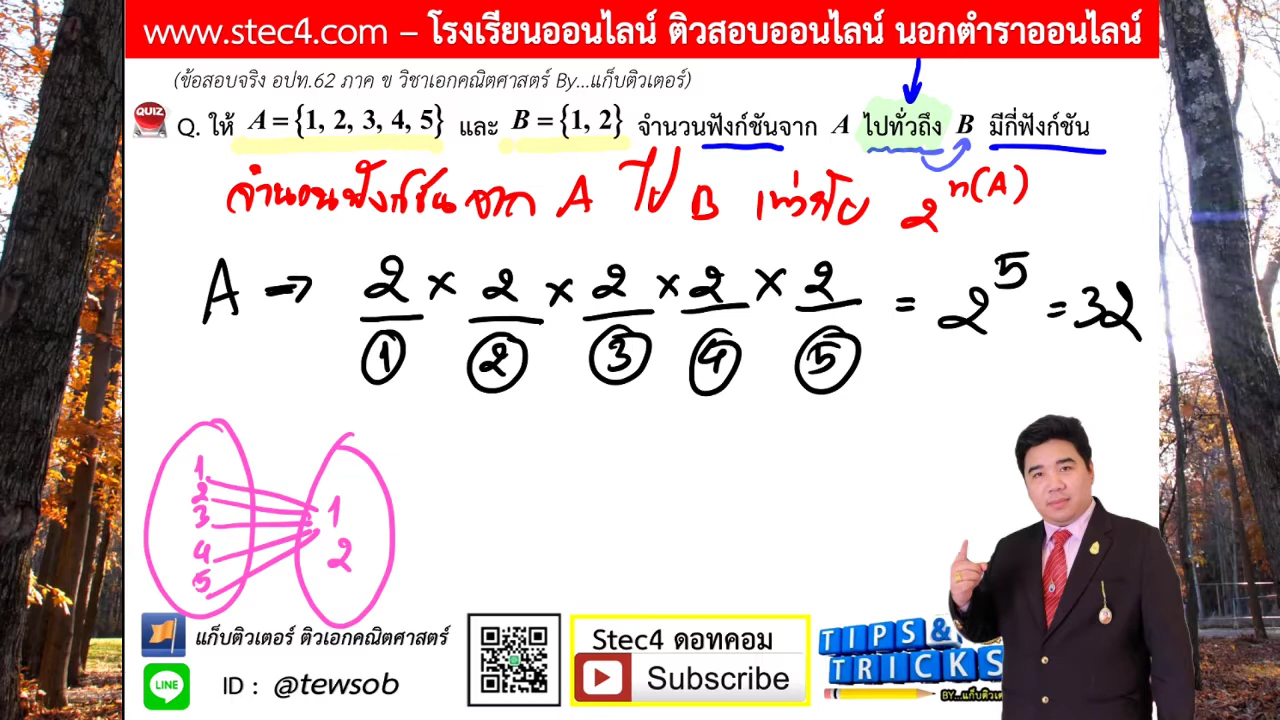 www.stec4.com – โรงเรียนออนไลน์ ติวสอบออนไลน์ นอกตำราออนไลน์
(ข้อสอบจริง อปท.62 ภาค ข วิชาเอกคณิตศาสตร์ By...แก็บติวเตอร์)
QUIZ
Q. ให้ A = {1, 2, 3, 4, 5} และ B = {1, 2} จำนวนฟังก์ชันจาก A ไปทั่วถึง B มีกี่ฟังก์ชัน
จำนวนฟังก์ชันจาก A ไป B เท่ากับ 2^n(A)
A ⇒ 2 × 2 × 2 × 2 × 2 = 2^5 = 32
1 2 3 4 5
1
2
3
4
5
1
2
แก็บติวเตอร์ ติวเอกคณิตศาสตร์
LINE
ID : @tewsob
Stec4 ดอทคอม
Subscribe
TIPS &
TRICKS